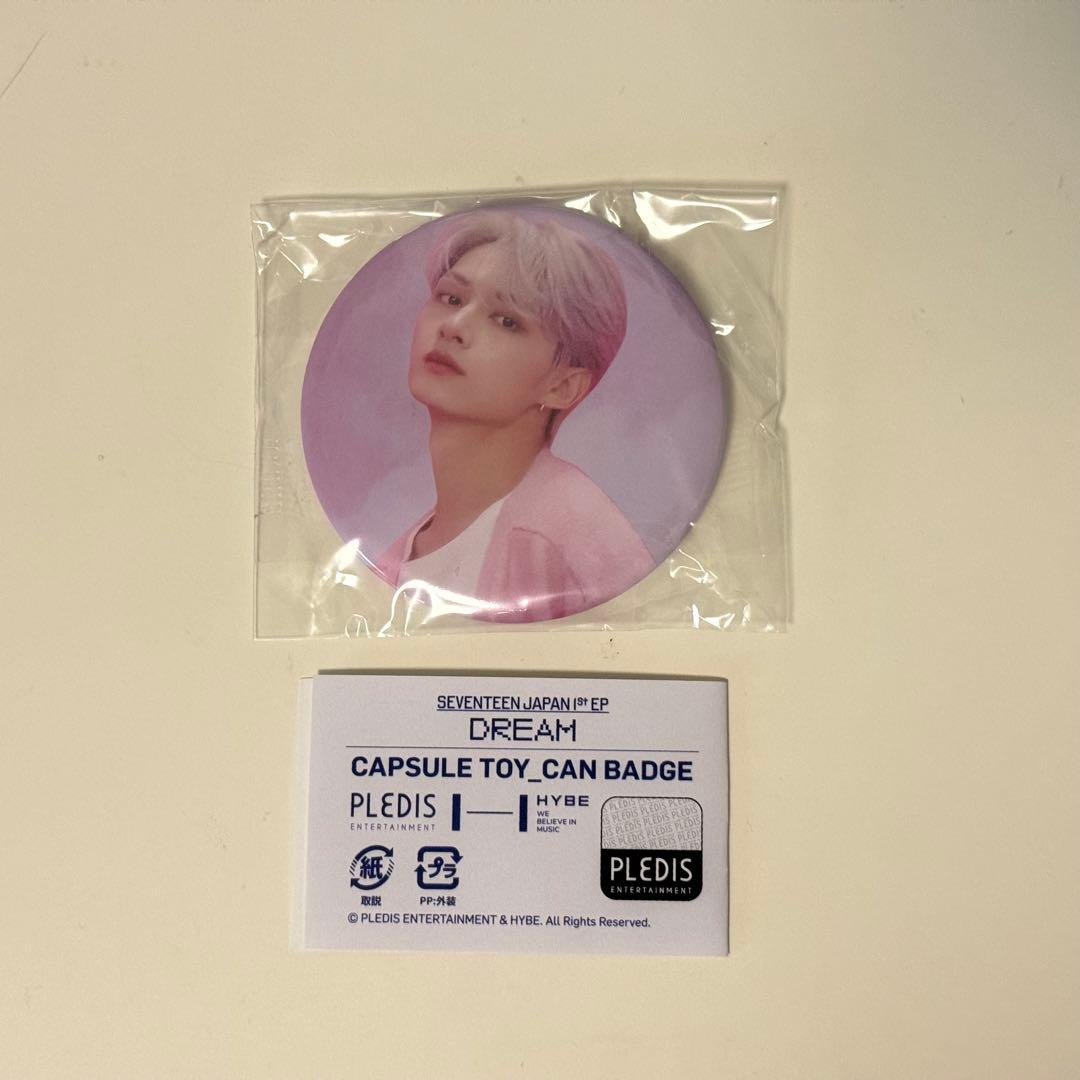 SEVENTEEN JAPAN 1St EP
DREAM
CAPSULE TOY_CAN BADGE
PLEDIS
ENTERTAINMENT
HYBE
WE
BELIEVE IN
MUSIC
PLEDIS
ENTERTAINMENT
紙
取説
プラ
PP:外装
© PLEDIS ENTERTAINMENT & HYBE. All Rights Reserved.